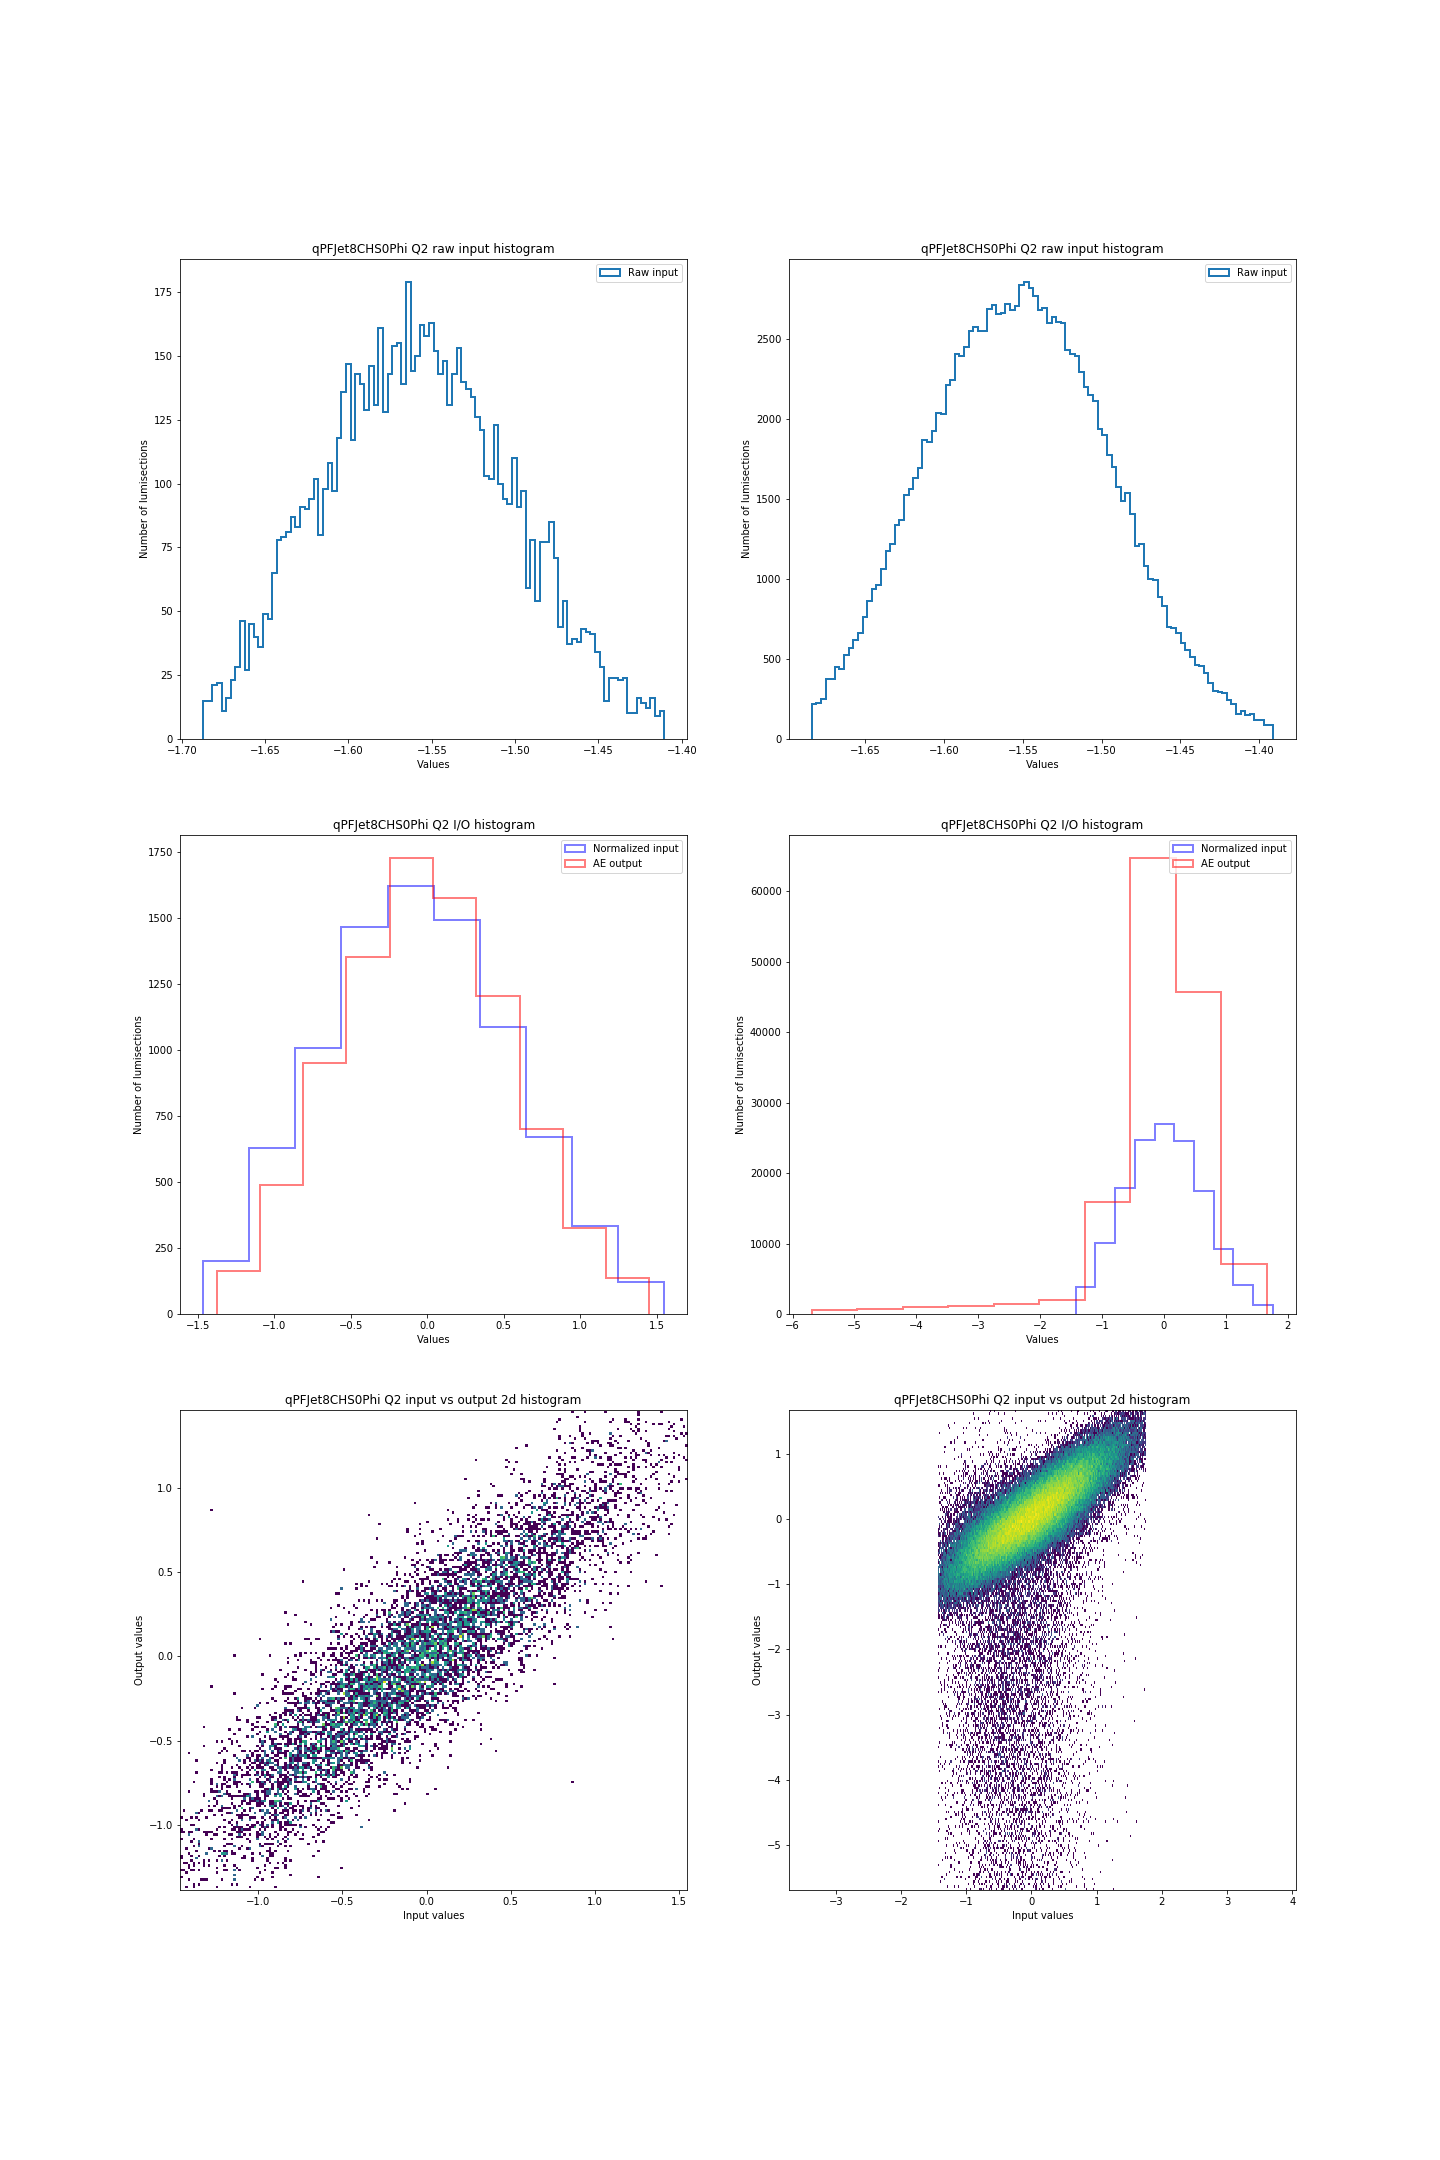 qPFJet8CHS0Phi Q2 raw input histogram
Raw input
Number of lumisections
175
150
125
100
75
50
25
0
−1.70 −1.65 −1.60 −1.55 −1.50 −1.45 −1.40
Values
qPFJet8CHS0Phi Q2 raw input histogram
Raw input
Number of lumisections
2500
2000
1500
1000
500
0
−1.65 −1.60 −1.55 −1.50 −1.45 −1.40
Values
qPFJet8CHS0Phi Q2 I/O histogram
Normalized input
AE output
Number of lumisections
1750
1500
1250
1000
750
500
250
0
−1.5 −1.0 −0.5 0.0 0.5 1.0 1.5
Values
qPFJet8CHS0Phi Q2 I/O histogram
Normalized input
AE output
Number of lumisections
60000
50000
40000
30000
20000
10000
0
−6 −5 −4 −3 −2 −1 0 1 2
Values
qPFJet8CHS0Phi Q2 input vs output 2d histogram
Output values
1.0
0.5
0.0
−0.5
−1.0
−1.0 −0.5 0.0 0.5 1.0 1.5
Input values
qPFJet8CHS0Phi Q2 input vs output 2d histogram
Output values
1
0
−1
−2
−3
−4
−5
−3 −2 −1 0 1 2 3 4
Input values